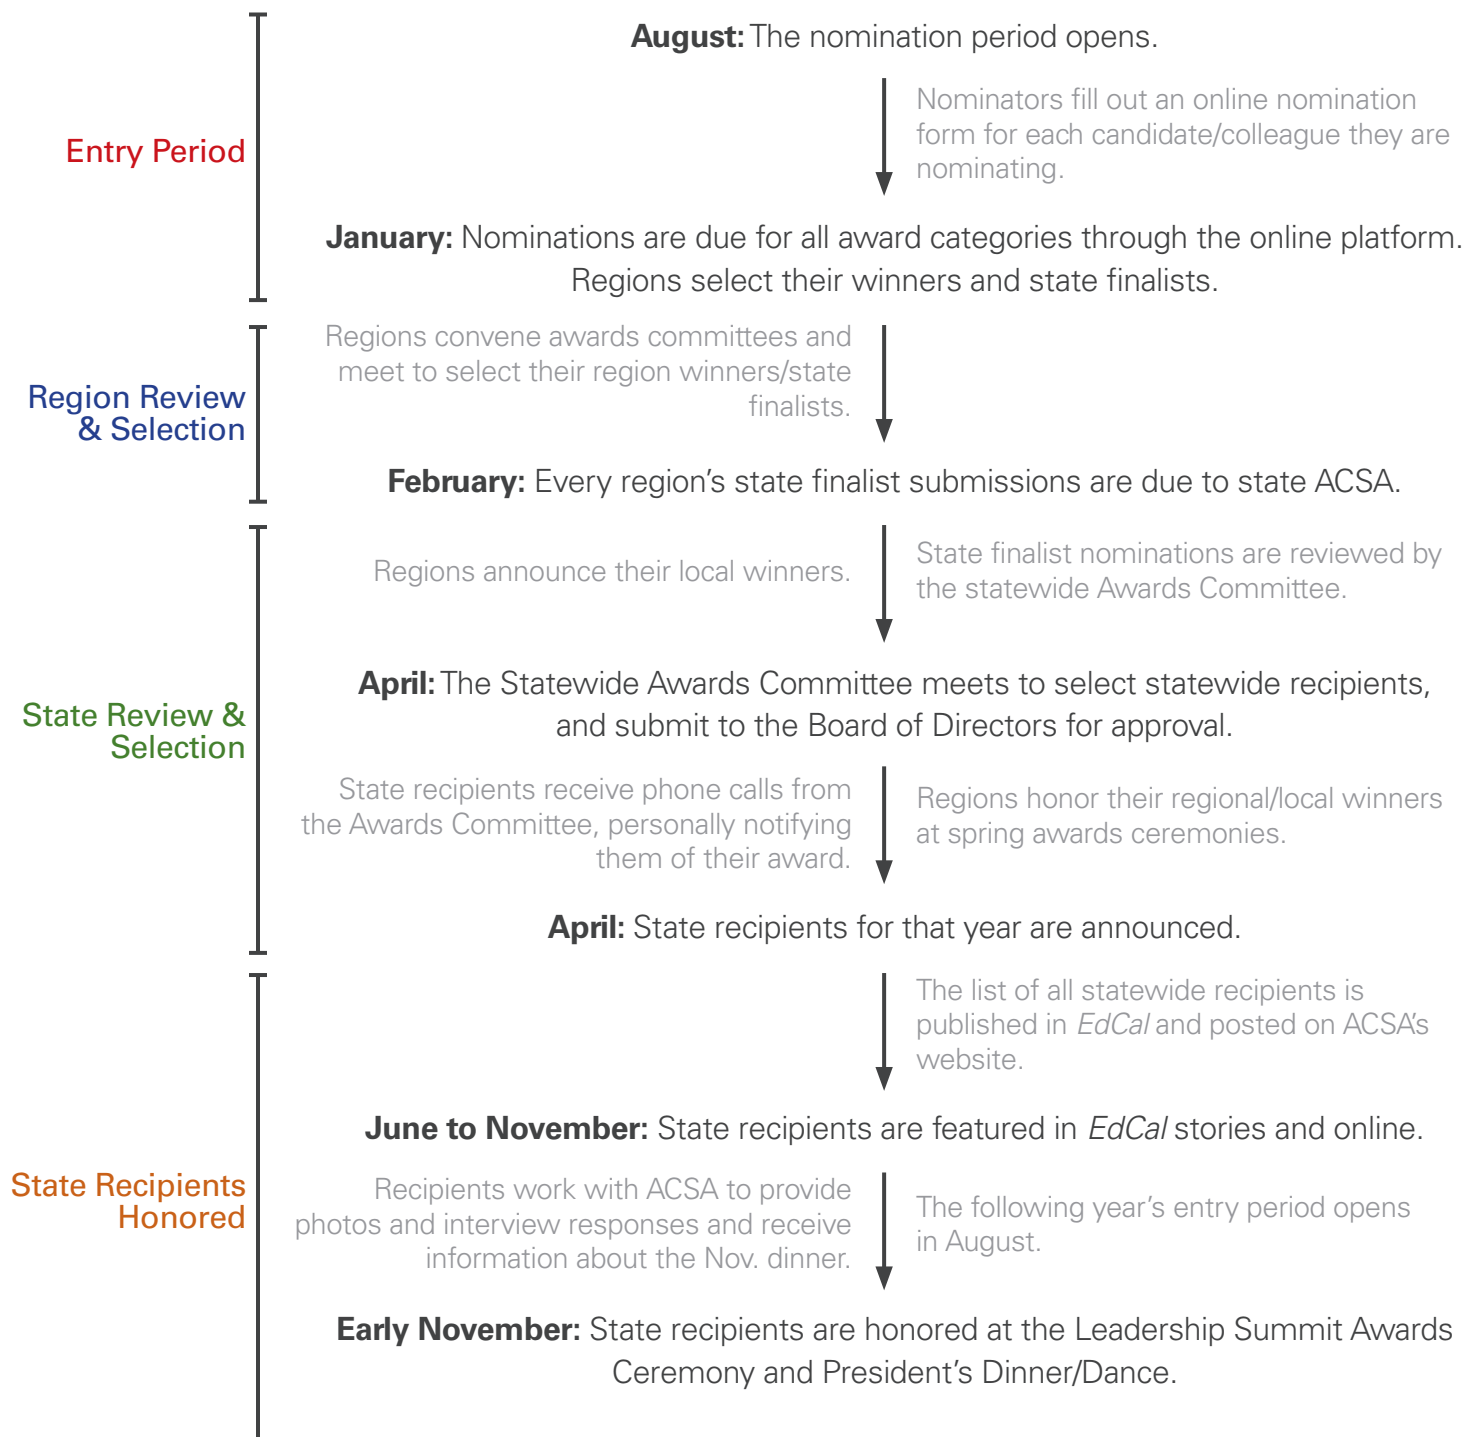 August: The nomination period opens.
Nominators fill out an online nomination
form for each candidate/colleague they are
nominating.
Entry Period
January: Nominations are due for all award categories through the online platform.
Regions select their winners and state finalists.
Regions convene awards committees and
meet to select their region winners/state
finalists.
Region Review
& Selection
February: Every region's state finalist submissions are due to state ACSA.
Regions announce their local winners.
State finalist nominations are reviewed by
the statewide Awards Committee.
State Review &
Selection
April: The Statewide Awards Committee meets to select statewide recipients,
and submit to the Board of Directors for approval.
State recipients receive phone calls from
the Awards Committee, personally notifying
them of their award.
Regions honor their regional/local winners
at spring awards ceremonies.
April: State recipients for that year are announced.
The list of all statewide recipients is
published in EdCal and posted on ACSA's
website.
June to November: State recipients are featured in EdCal stories and online.
State Recipients
Honored
Recipients work with ACSA to provide
photos and interview responses and receive
information about the Nov. dinner.
The following year's entry period opens
in August.
Early November: State recipients are honored at the Leadership Summit Awards
Ceremony and President's Dinner/Dance.